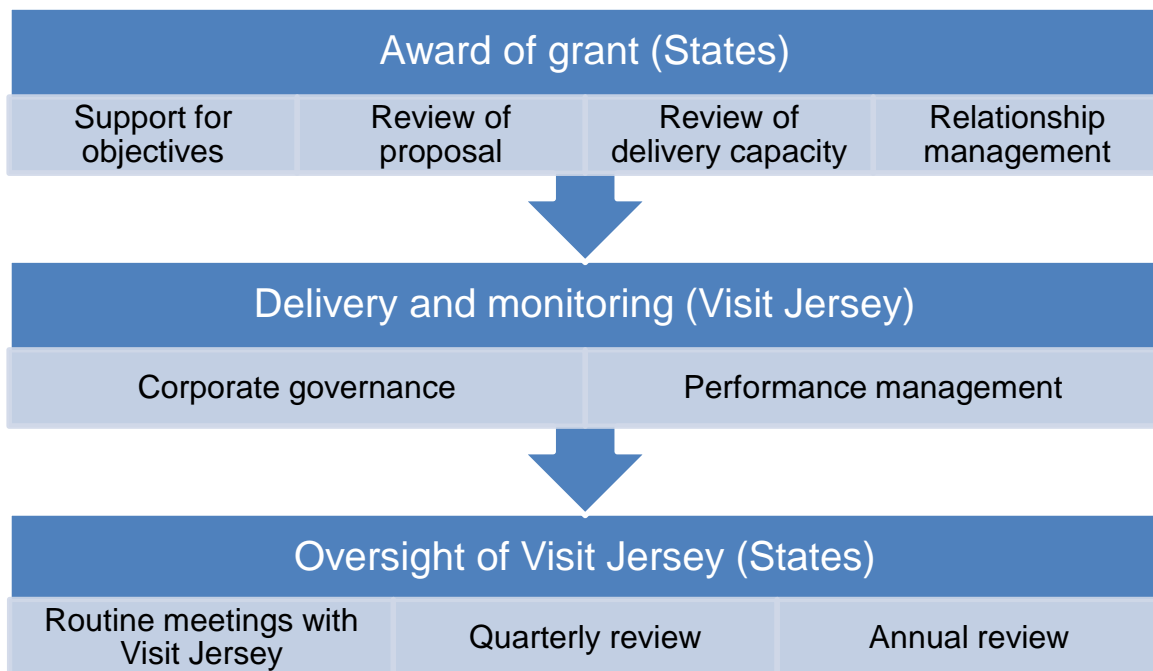 Award of grant (States)
Support for
objectives
Review of
proposal
Review of
delivery capacity
Relationship
management
Delivery and monitoring (Visit Jersey)
Corporate governance
Performance management
Oversight of Visit Jersey (States)
Routine meetings with
Visit Jersey
Quarterly review
Annual review